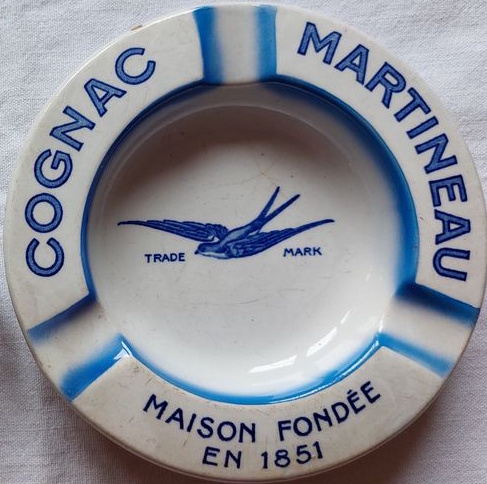 COGNAC
MARTINEAU
TRADE MARK
MAISON FONDÉE
EN 1851